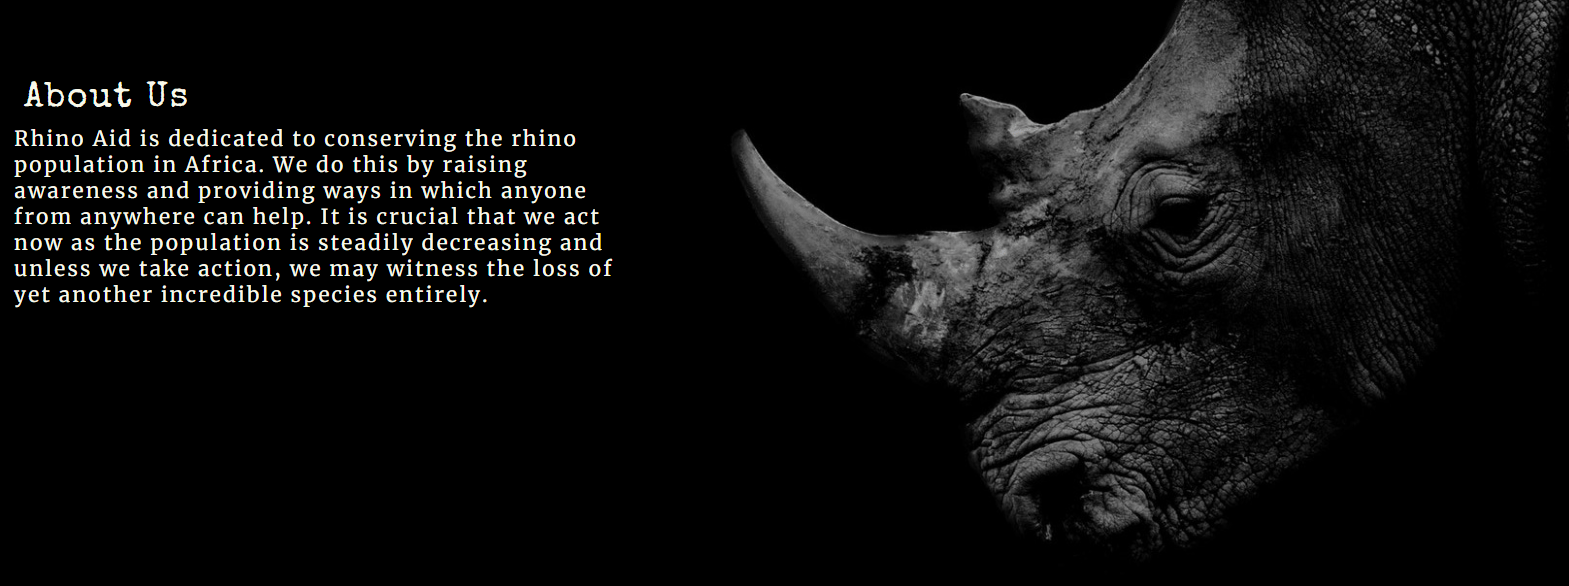 About Us
Rhino Aid is dedicated to conserving the rhino
population in Africa. We do this by raising
awareness and providing ways in which anyone
from anywhere can help. It is crucial that we act
now as the population is steadily decreasing and
unless we take action, we may witness the loss of
yet another incredible species entirely.